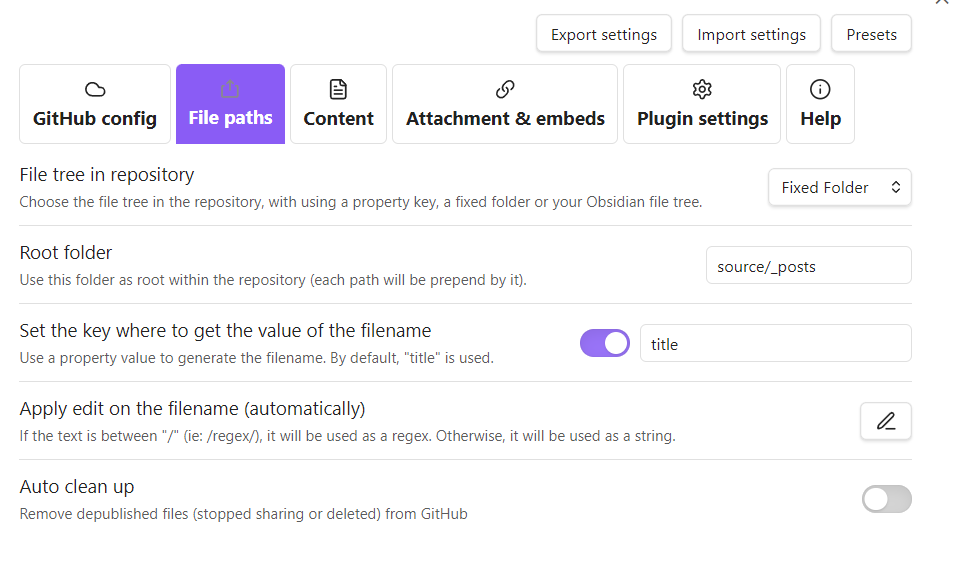 Export settings
Import settings
Presets
GitHub config
File paths
Content
Attachment & embeds
Plugin settings
Help
File tree in repository
Choose the file tree in the repository, with using a property key, a fixed folder or your Obsidian file tree.
Fixed Folder
Root folder
Use this folder as root within the repository (each path will be prepend by it).
source/_posts
Set the key where to get the value of the filename
Use a property value to generate the filename. By default, "title" is used.
title
Apply edit on the filename (automatically)
If the text is between "/" (ie: /regex/), it will be used as a regex. Otherwise, it will be used as a string.
Auto clean up
Remove depublished files (stopped sharing or deleted) from GitHub